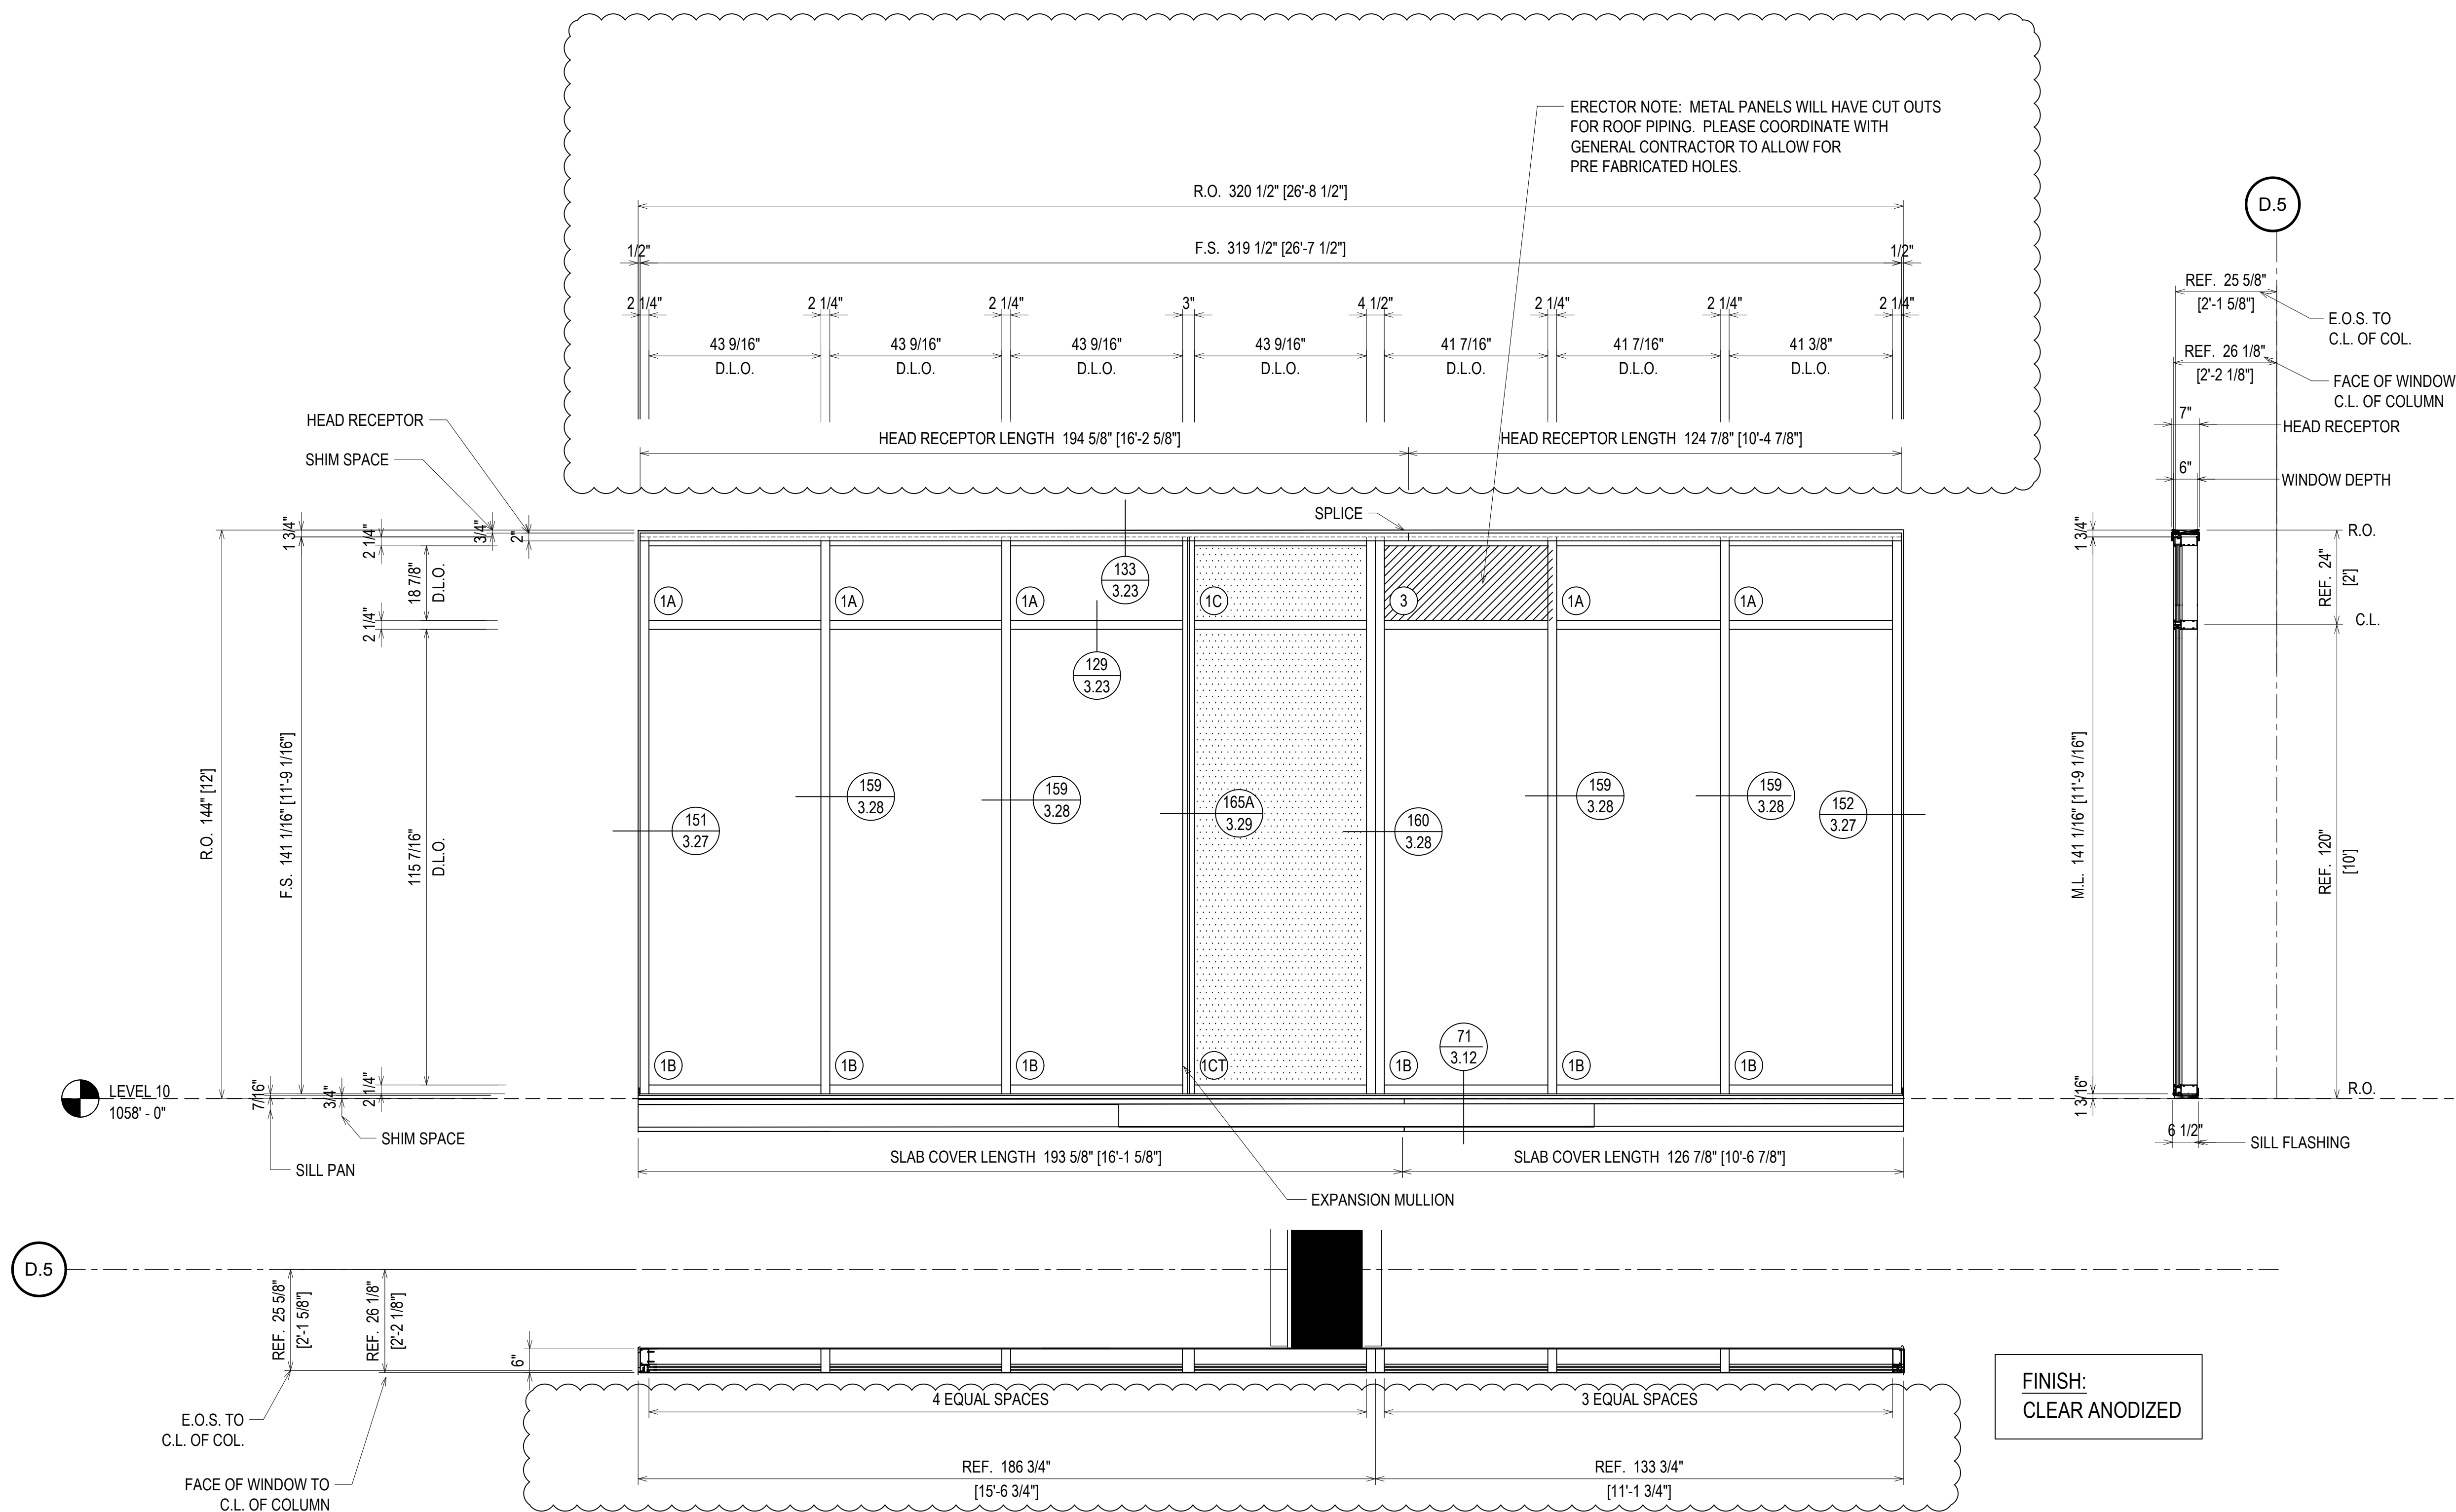 ERECTOR NOTE: METAL PANELS WILL HAVE CUT OUTS
FOR ROOF PIPING. PLEASE COORDINATE WITH
GENERAL CONTRACTOR TO ALLOW FOR
PRE FABRICATED HOLES.
R.O. 320 1/2" [26'-8 1/2"]
1/2"
F.S. 319 1/2" [26'-7 1/2"]
1/2"
2 1/4"
2 1/4"
2 1/4"
3"
4 1/2"
2 1/4"
2 1/4"
2 1/4"
43 9/16"
D.L.O.
43 9/16"
D.L.O.
43 9/16"
D.L.O.
43 9/16"
D.L.O.
41 7/16"
D.L.O.
41 7/16"
D.L.O.
41 3/8"
D.L.O.
HEAD RECEPTOR LENGTH 194 5/8" [16'-2 5/8"]
HEAD RECEPTOR LENGTH 124 7/8" [10'-4 7/8"]
D.5
REF. 25 5/8"
[2'-1 5/8"]
E.O.S. TO
C.L. OF COL.
REF. 26 1/8"
[2'-2 1/8"]
FACE OF WINDOW
C.L. OF COLUMN
7"
HEAD RECEPTOR
6"
WINDOW DEPTH
HEAD RECEPTOR
SHIM SPACE
SPLICE
1 3/4"
2 1/4"
3/4"
2"
18 7/8"
D.L.O.
2 1/4"
R.O. 144" [12']
F.S. 141 1/16" [11'-9 1/16"]
115 7/16"
D.L.O.
7/16"
3/4"
2 1/4"
LEVEL 10
1058' - 0"
SHIM SPACE
SILL PAN
133
3.23
129
3.23
1A
1A
1A
1C
3
1A
1A
151
3.27
159
3.28
159
3.28
165A
3.29
160
3.28
159
3.28
159
3.28
152
3.27
71
3.12
1B
1B
1B
1CT
1B
1B
1B
1 3/4"
R.O.
REF. 24"
[2']
C.L.
M.L. 141 1/16" [11'-9 1/16"]
REF. 120"
[10']
1 3/16"
R.O.
6 1/2"
SILL FLASHING
SLAB COVER LENGTH 193 5/8" [16'-1 5/8"]
SLAB COVER LENGTH 126 7/8" [10'-6 7/8"]
EXPANSION MULLION
D.5
REF. 25 5/8"
[2'-1 5/8"]
REF. 26 1/8"
[2'-2 1/8"]
6"
E.O.S. TO
C.L. OF COL.
FACE OF WINDOW TO
C.L. OF COLUMN
4 EQUAL SPACES
3 EQUAL SPACES
REF. 186 3/4"
[15'-6 3/4"]
REF. 133 3/4"
[11'-1 3/4"]
FINISH:
CLEAR ANODIZED